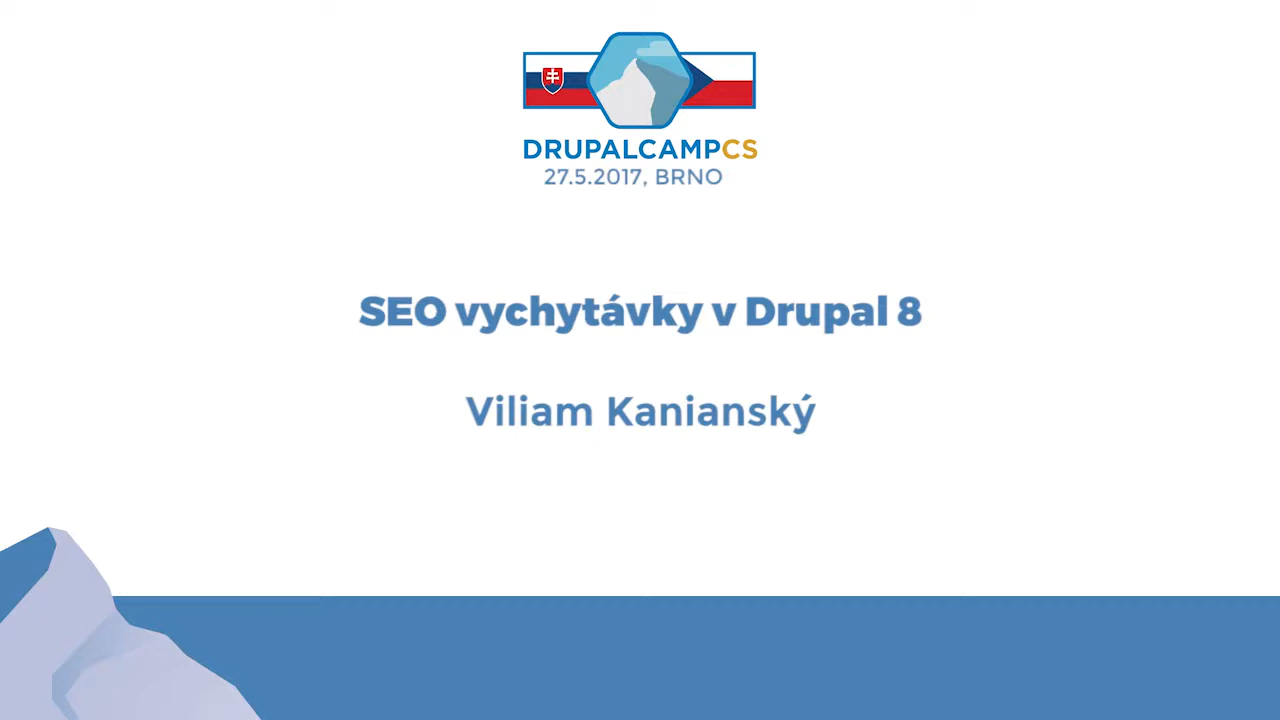 DRUPALCAMPCS
27.5.2017, BRNO
SEO vychytávky v Drupal 8
Viliam Kanianský